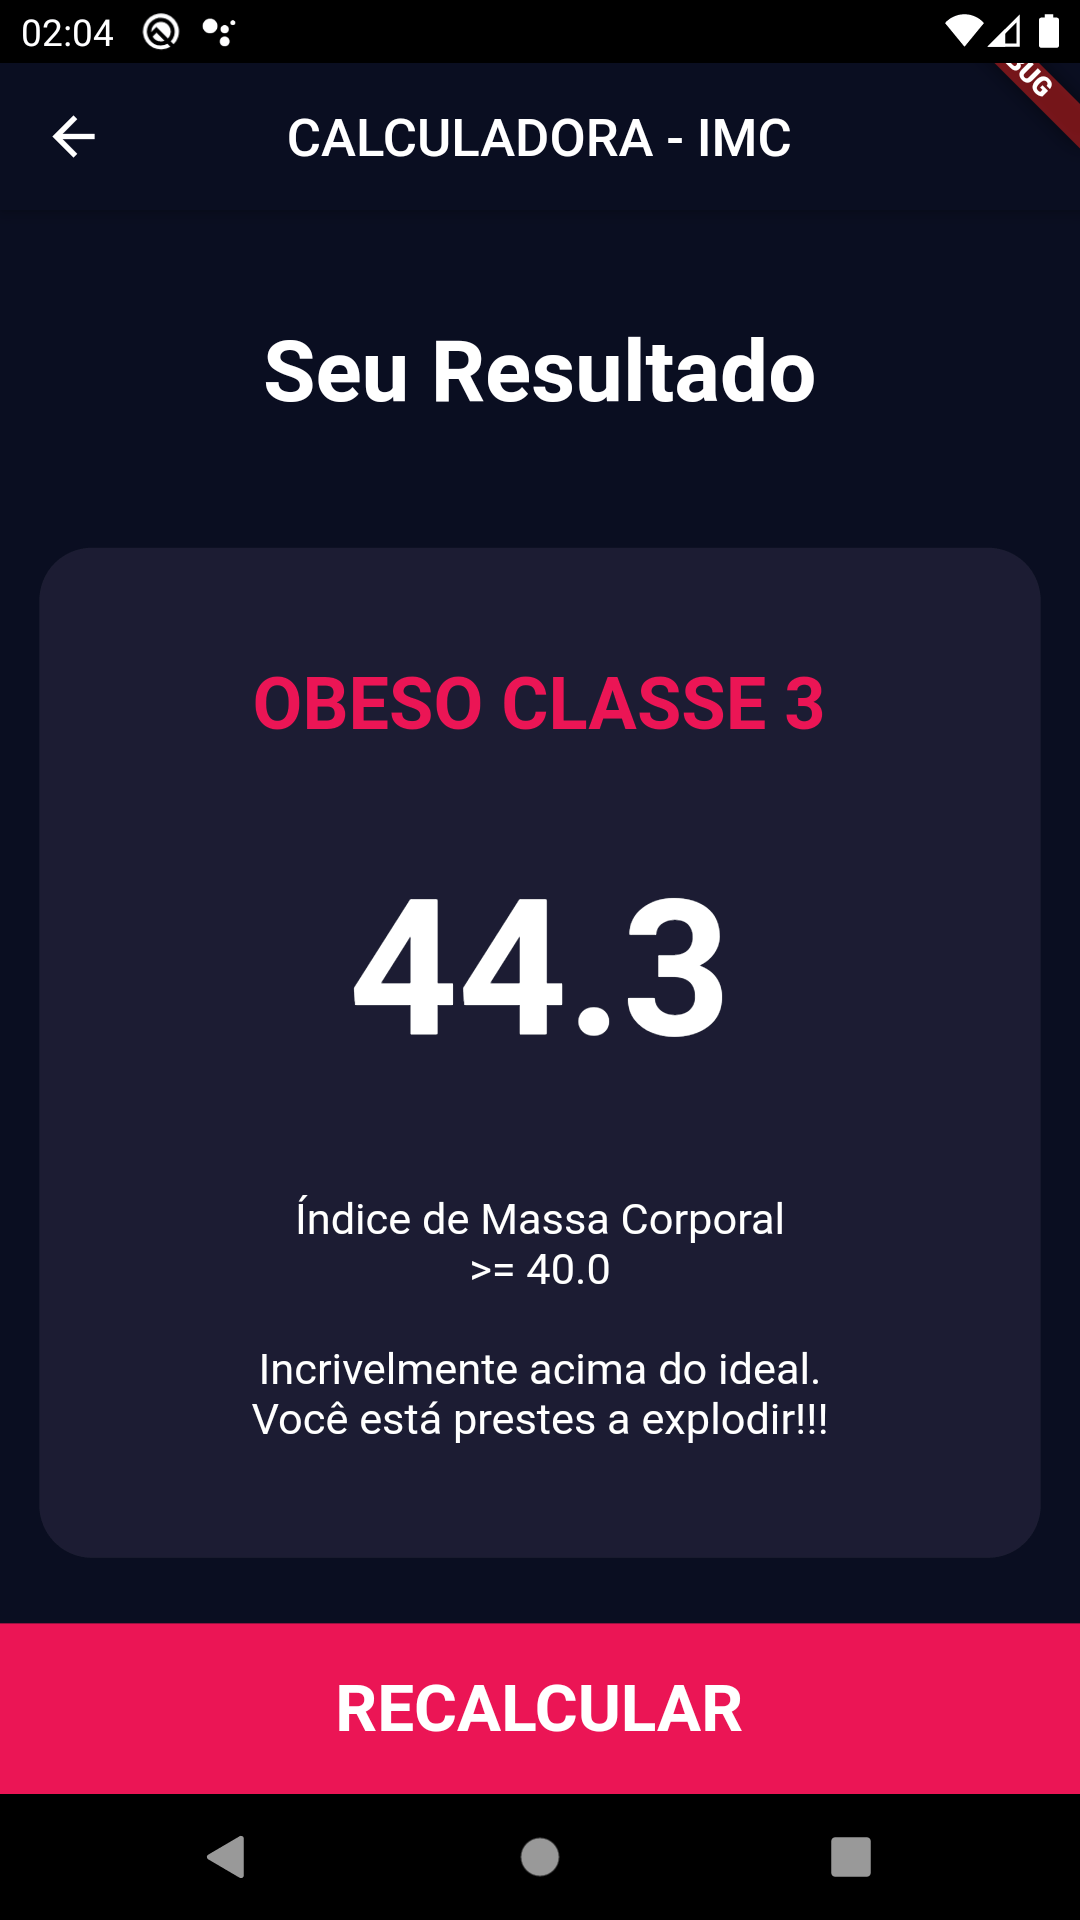 02:04
BUG
CALCULADORA - IMC
Seu Resultado
OBESO CLASSE 3
44.3
Índice de Massa Corporal
>= 40.0
Incrivelmente acima do ideal.
Você está prestes a explodir!!!
RECALCULAR